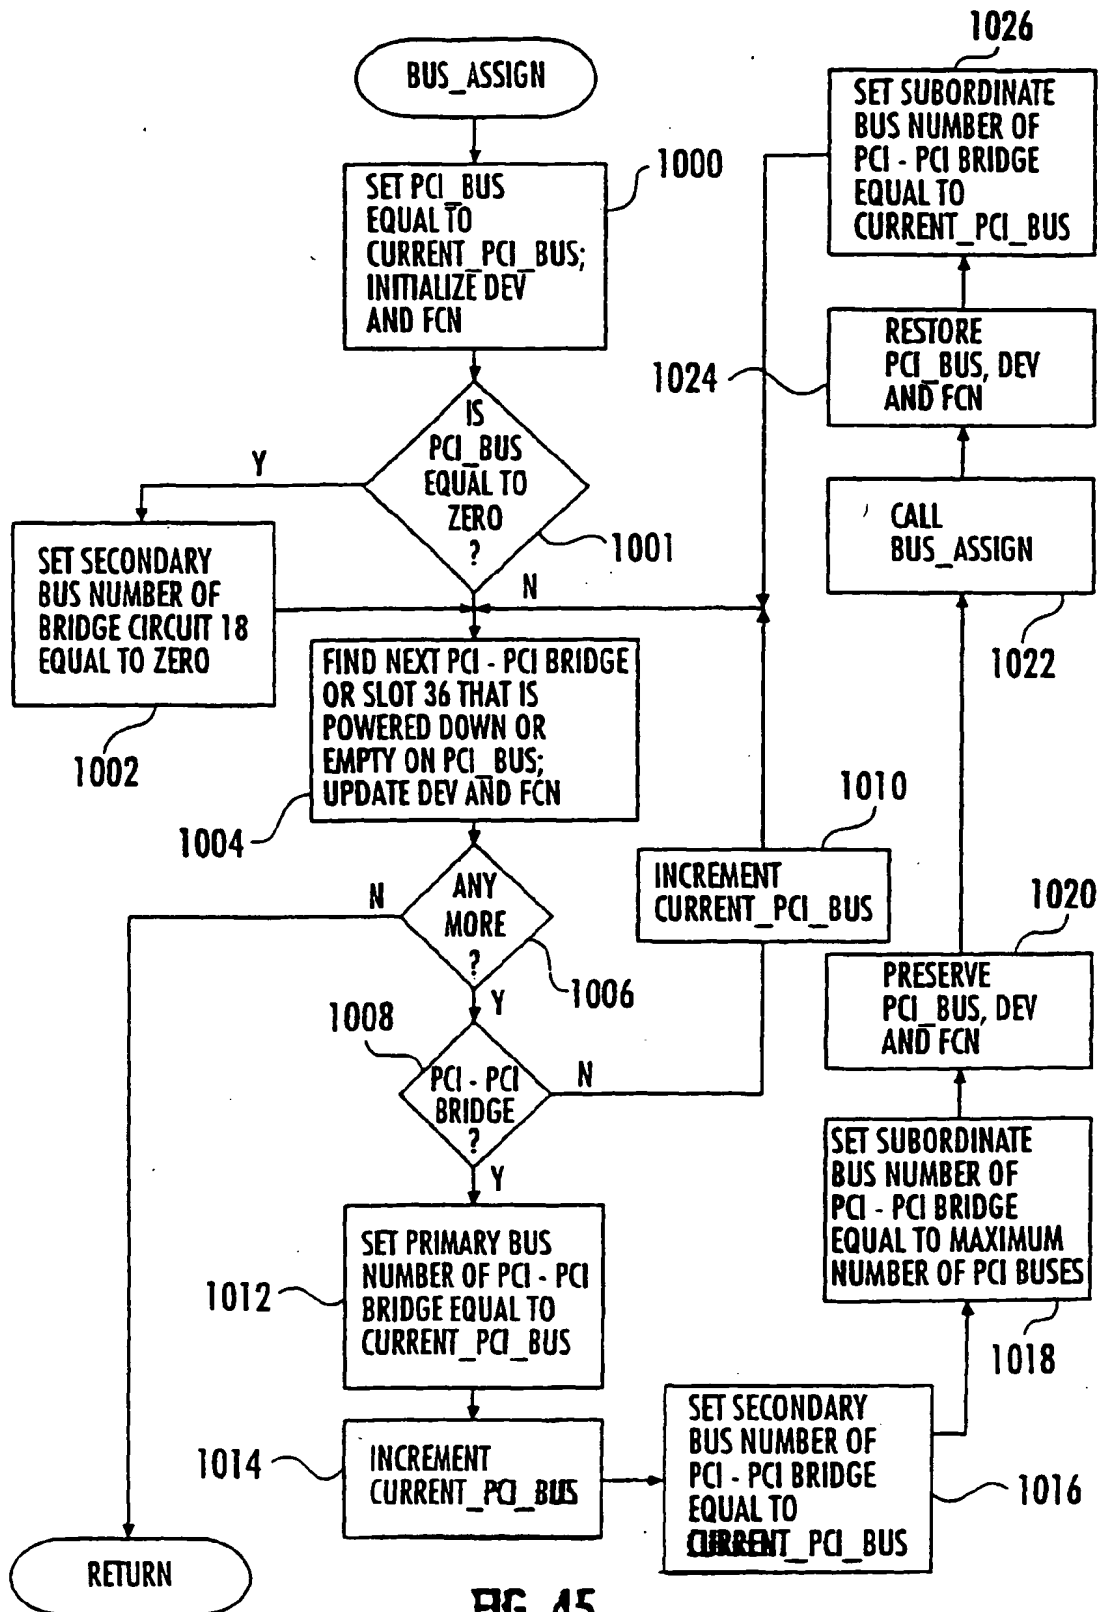 BUS_ASSIGN
SET PCI_BUS
EQUAL TO
CURRENT_PCI_BUS;
INITIALIZE DEV
AND FCN
1000
IS
PCI_BUS
EQUAL TO
ZERO
?
1001
Y
N
SET SECONDARY
BUS NUMBER OF
BRIDGE CIRCUIT 18
EQUAL TO ZERO
1002
FIND NEXT PCI - PCI BRIDGE
OR SLOT 36 THAT IS
POWERED DOWN OR
EMPTY ON PCI_BUS;
UPDATE DEV AND FCN
1004
ANY
MORE
?
1006
N
Y
PCI - PCI
BRIDGE
?
1008
N
Y
INCREMENT
CURRENT_PCI_BUS
1010
SET PRIMARY BUS
NUMBER OF PCI - PCI
BRIDGE EQUAL TO
CURRENT_PCI_BUS
1012
INCREMENT
CURRENT_PCI_BUS
1014
SET SECONDARY
BUS NUMBER OF
PCI - PCI BRIDGE
EQUAL TO
CURRENT_PCI_BUS
1016
SET SUBORDINATE
BUS NUMBER OF
PCI - PCI BRIDGE
EQUAL TO MAXIMUM
NUMBER OF PCI BUSES
1018
PRESERVE
PCI_BUS, DEV
AND FCN
1020
CALL
BUS_ASSIGN
1022
RESTORE
PCI_BUS, DEV
AND FCN
1024
SET SUBORDINATE
BUS NUMBER OF
PCI - PCI BRIDGE
EQUAL TO
CURRENT_PCI_BUS
1026
RETURN
FIG. 45